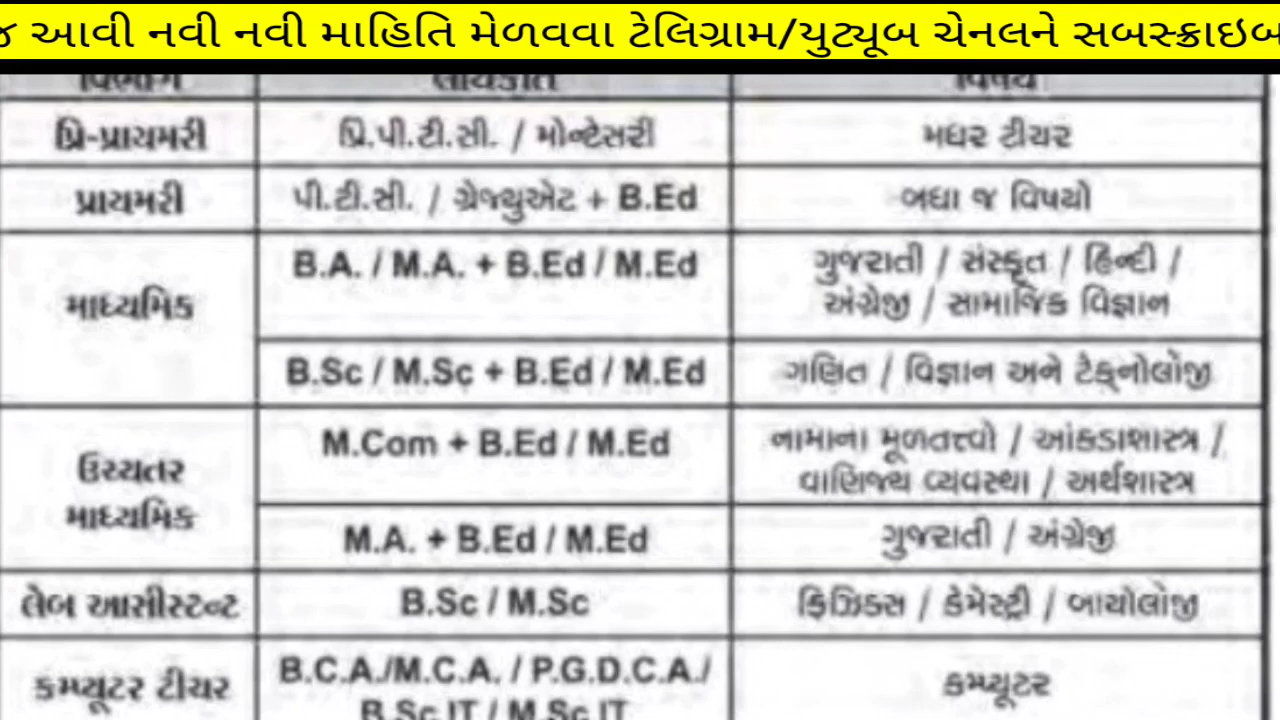 આવી નવી નવી માહિતિ મેળવવા ટેલિગ્રામ/યુટ્યૂબ ચેનલને સબસ્ક્રાઇબ
વિભાગ લાયકાત વિષય
પ્રિ-પ્રાયમરી પ્રિ.પી.ટી.સી. / મોન્ટેસરી મધર ટીચર
પ્રાયમરી પી.ટી.સી. / ગ્રેજ્યુએટ + B.Ed બધા જ વિષયો
માધ્યમિક B.A. / M.A. + B.Ed / M.Ed ગુજરાતી / સંસ્કૃત / હિન્દી /
અંગ્રેજી / સામાજિક વિજ્ઞાન
B.Sc / M.Sc + B.Ed / M.Ed ગણિત / વિજ્ઞાન અને ટેક્નોલોજી
ઉચ્ચતર
માધ્યમિક
M.Com + B.Ed / M.Ed નામાના મૂળતત્ત્વો / આંકડાશાસ્ત્ર /
વાણિજ્ય વ્યવસ્થા / અર્થશાસ્ત્ર
M.A. + B.Ed / M.Ed ગુજરાતી / અંગ્રેજી
લેબ આસીસ્ટન્ટ B.Sc / M.Sc ફિઝિક્સ / કેમેસ્ટ્રી / બાયોલોજી
કમ્પ્યૂટર ટીચર B.C.A./M.C.A. / P.G.D.C.A./ કમ્પ્યૂટર
B.Sc.IT / M.Sc.IT